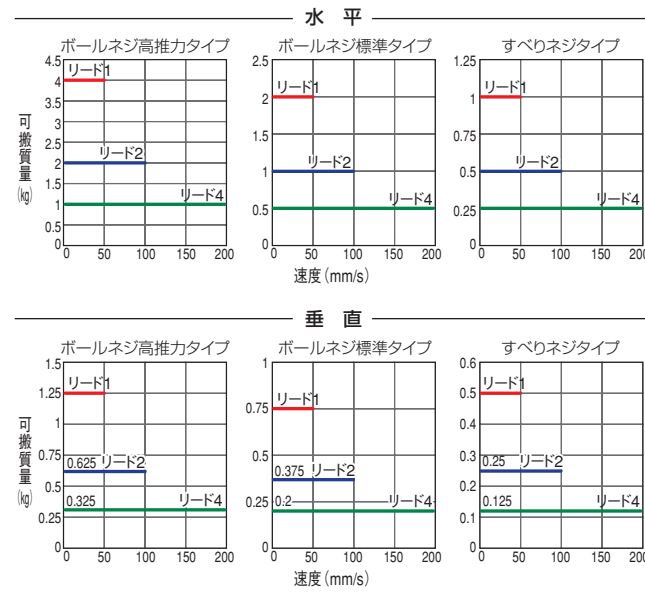 水 平
ボールネジ高推力タイプ
ボールネジ標準タイプ
すべりネジタイプ
可搬質量(kg)
4.5
4
3.5
3
2.5
2
1.5
1
0.5
0
リード1
リード2
リード4
0 50 100 150 200
2.5
2
1.5
1
0.5
0
リード1
リード2
リード4
0 50 100 150 200
速度(mm/s)
1.25
1
0.75
0.5
0.25
0
リード1
リード2
リード4
0 50 100 150 200
垂 直
ボールネジ高推力タイプ
ボールネジ標準タイプ
すべりネジタイプ
可搬質量(kg)
1.5
1.25
1
0.75
0.5
0.25
0
リード1
0.625 リード2
0.325 リード4
0 50 100 150 200
1
0.75
0.5
0.25
0
リード1
0.375 リード2
0.2 リード4
0 50 100 150 200
速度(mm/s)
0.6
0.5
0.4
0.3
0.2
0.1
0
リード1
0.25 リード2
0.125 リード4
0 50 100 150 200